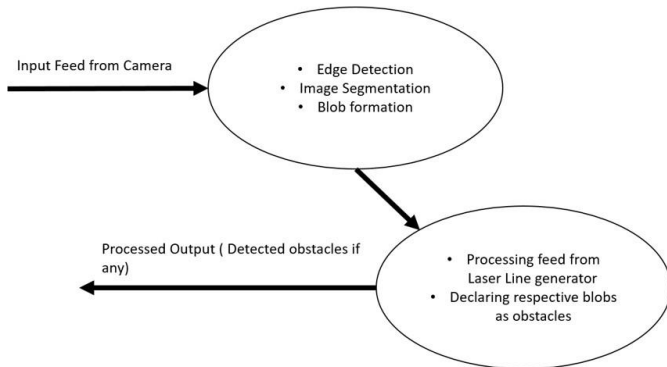 Input Feed from Camera
• Edge Detection
• Image Segmentation
• Blob formation
Processed Output ( Detected obstacles if
any)
• Processing feed from
Laser Line generator
• Declaring respective blobs
as obstacles